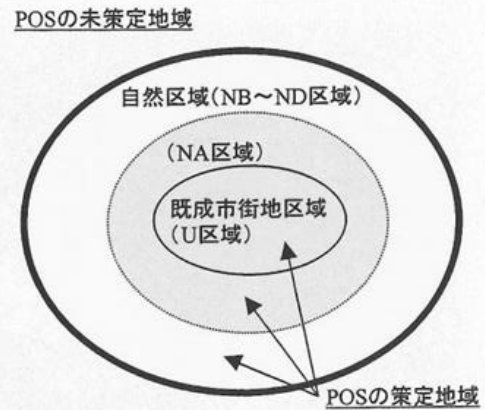 POSの未策定地域
自然区域(NB～ND区域)
(NA区域)
既成市街地区域
(U区域)
POSの策定地域